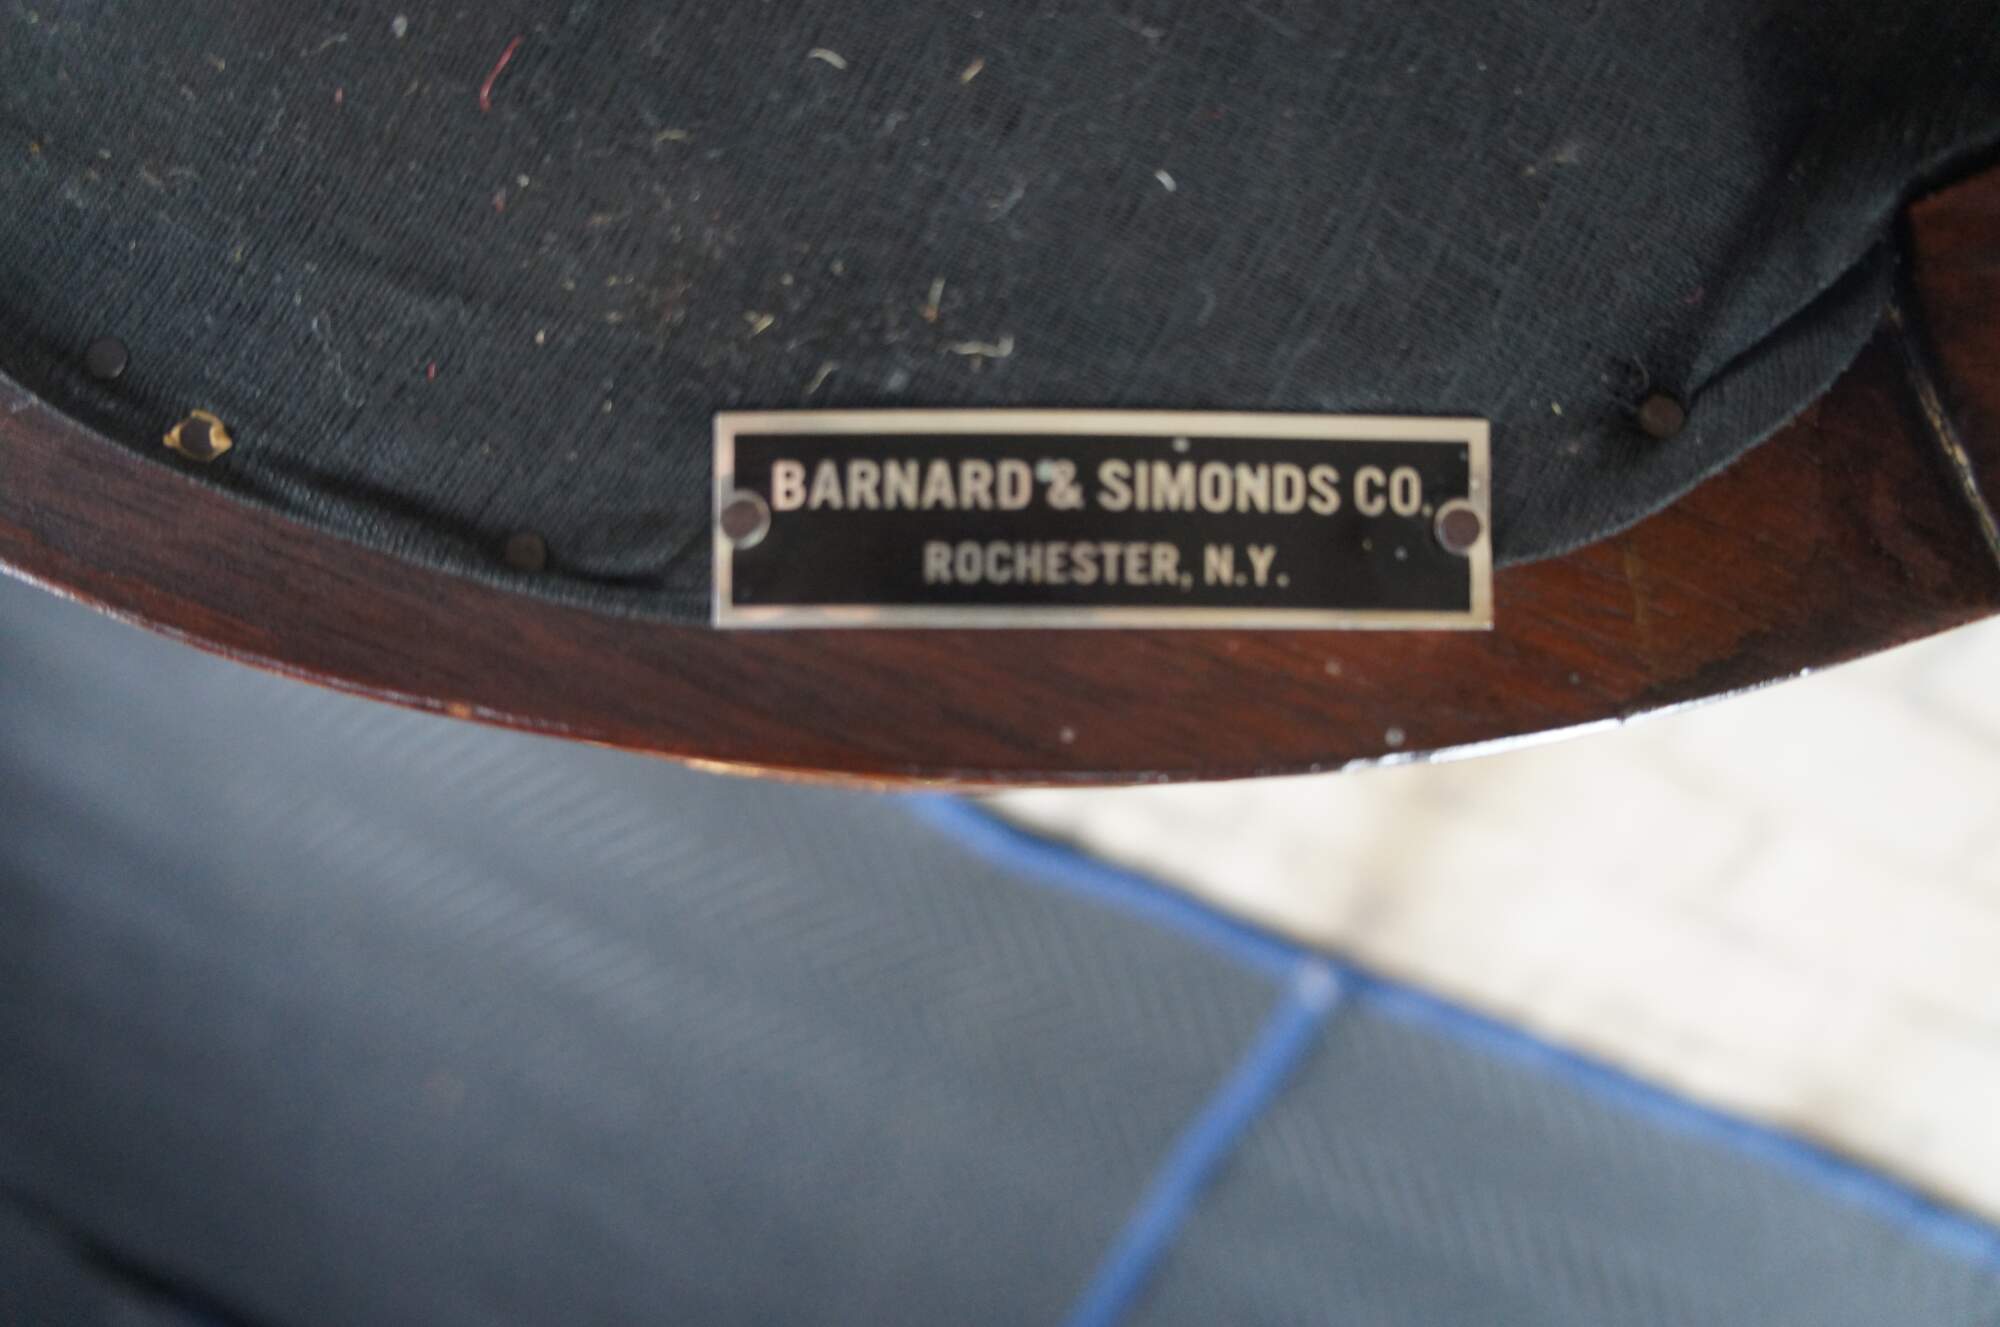 BARNARD & SIMONDS CO.
ROCHESTER, N.Y.